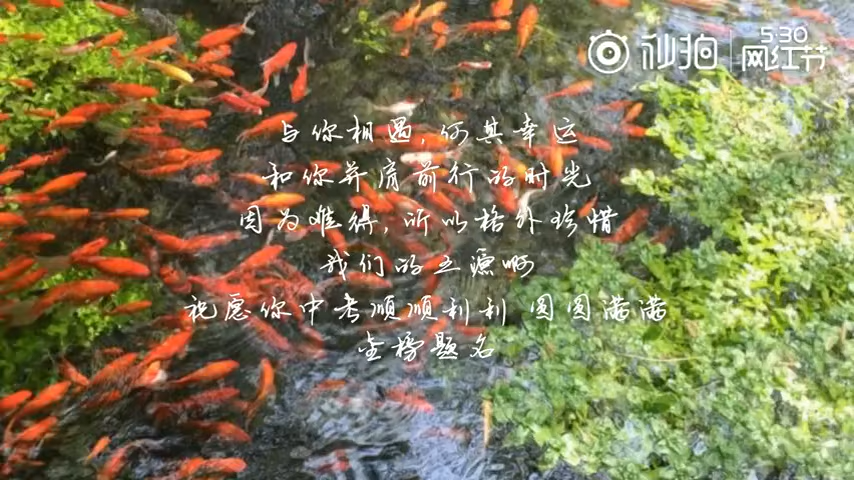 秒拍
5.30
网红节
与你相遇,何其幸运
和你并肩前行的时光
因为难得,所以格外珍惜
我们的王源啊
祝愿你中考顺顺利利 圆圆满满
金榜题名